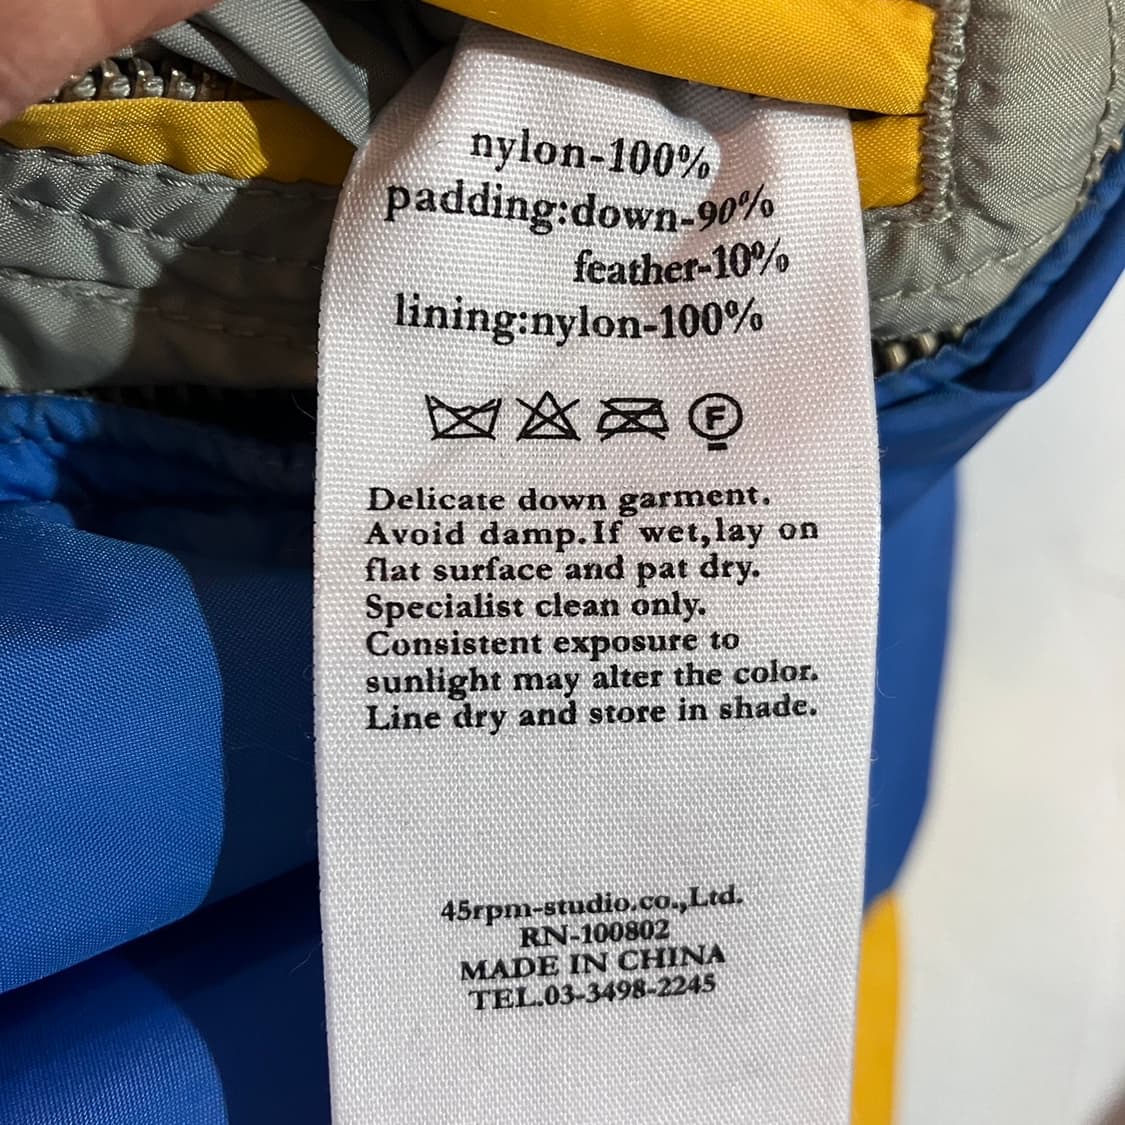 nylon-100%
padding:down-90%
feather-10%
lining:nylon-100%
F
Delicate down garment.
Avoid damp.If wet,lay on
flat surface and pat dry.
Specialist clean only.
Consistent exposure to
sunlight may alter the color.
Line dry and store in shade.
45rpm-studio.co.,Ltd.
RN-100802
MADE IN CHINA
TEL.03-3498-2245